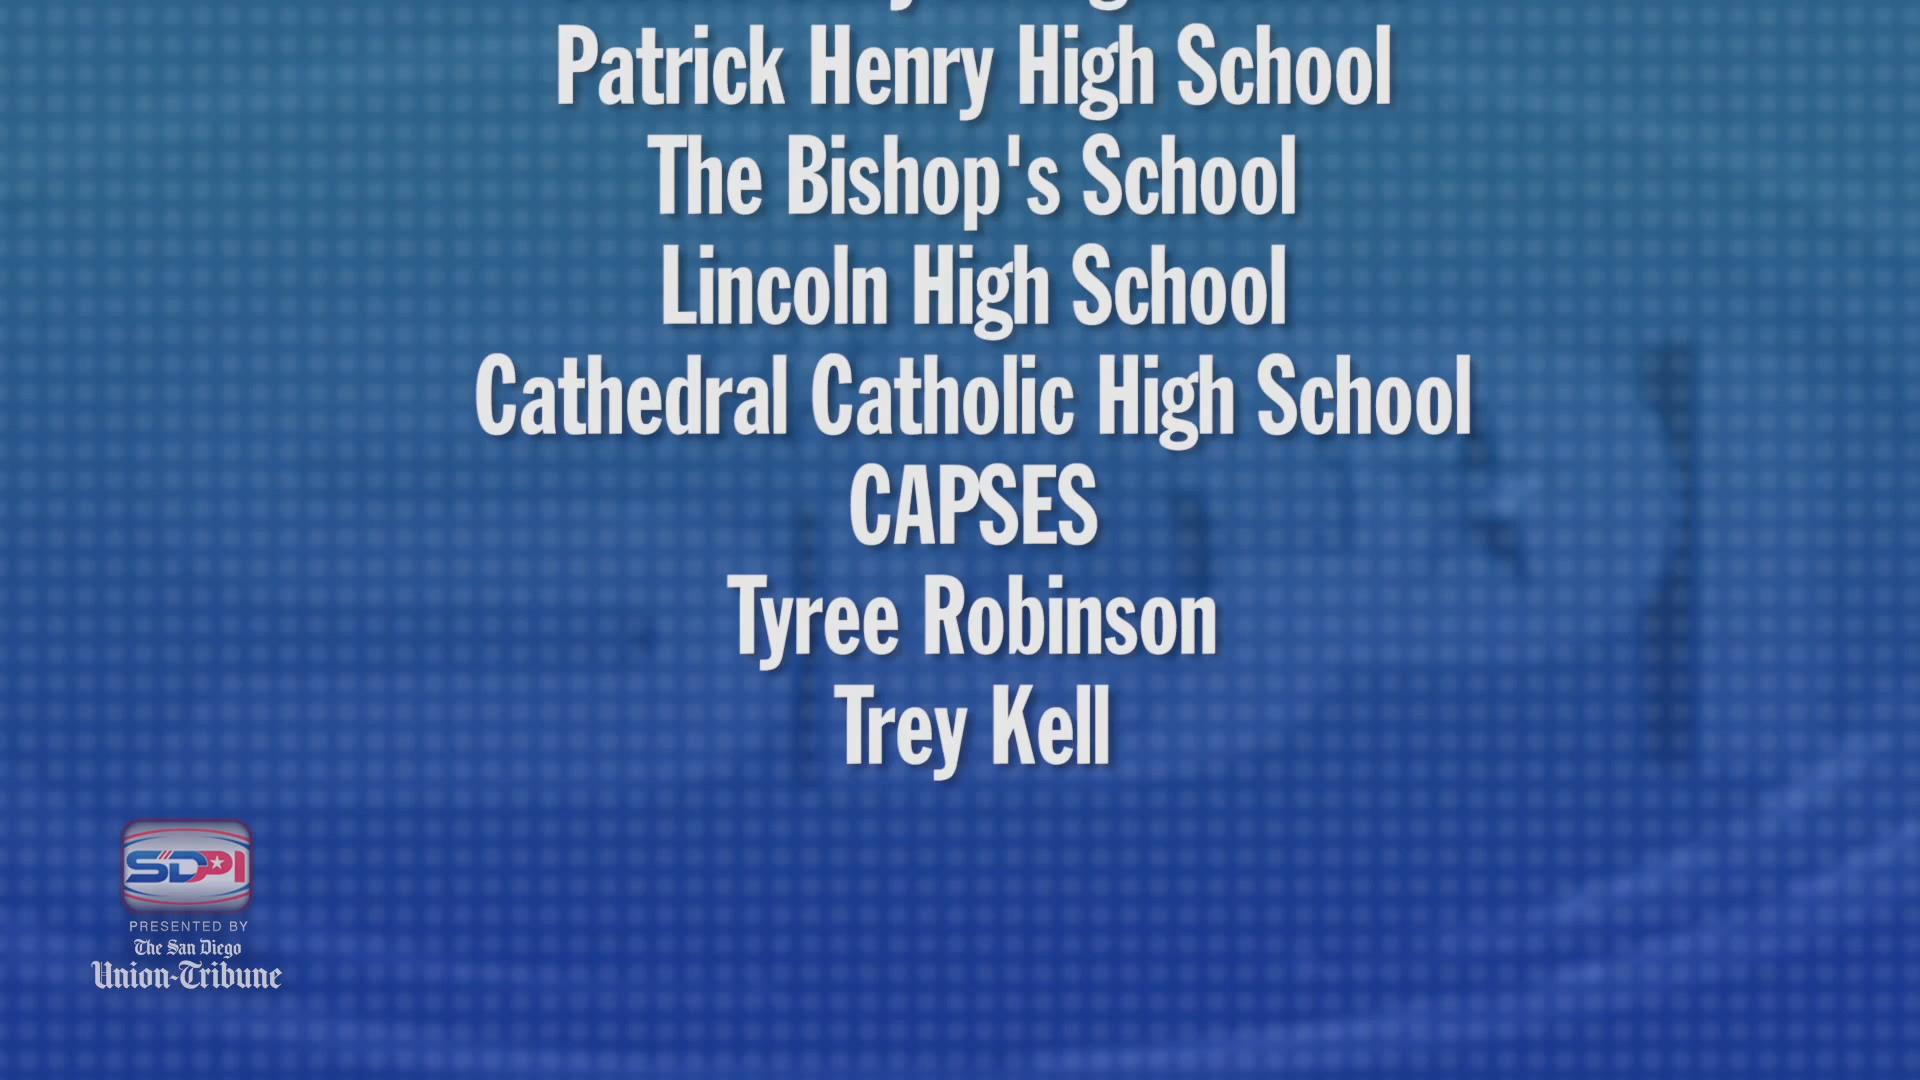 Patrick Henry High School
The Bishop's School
Lincoln High School
Cathedral Catholic High School
CAPSES
Tyree Robinson
Trey Kell
SDPI
PRESENTED BY
The San Diego
Union-Tribune